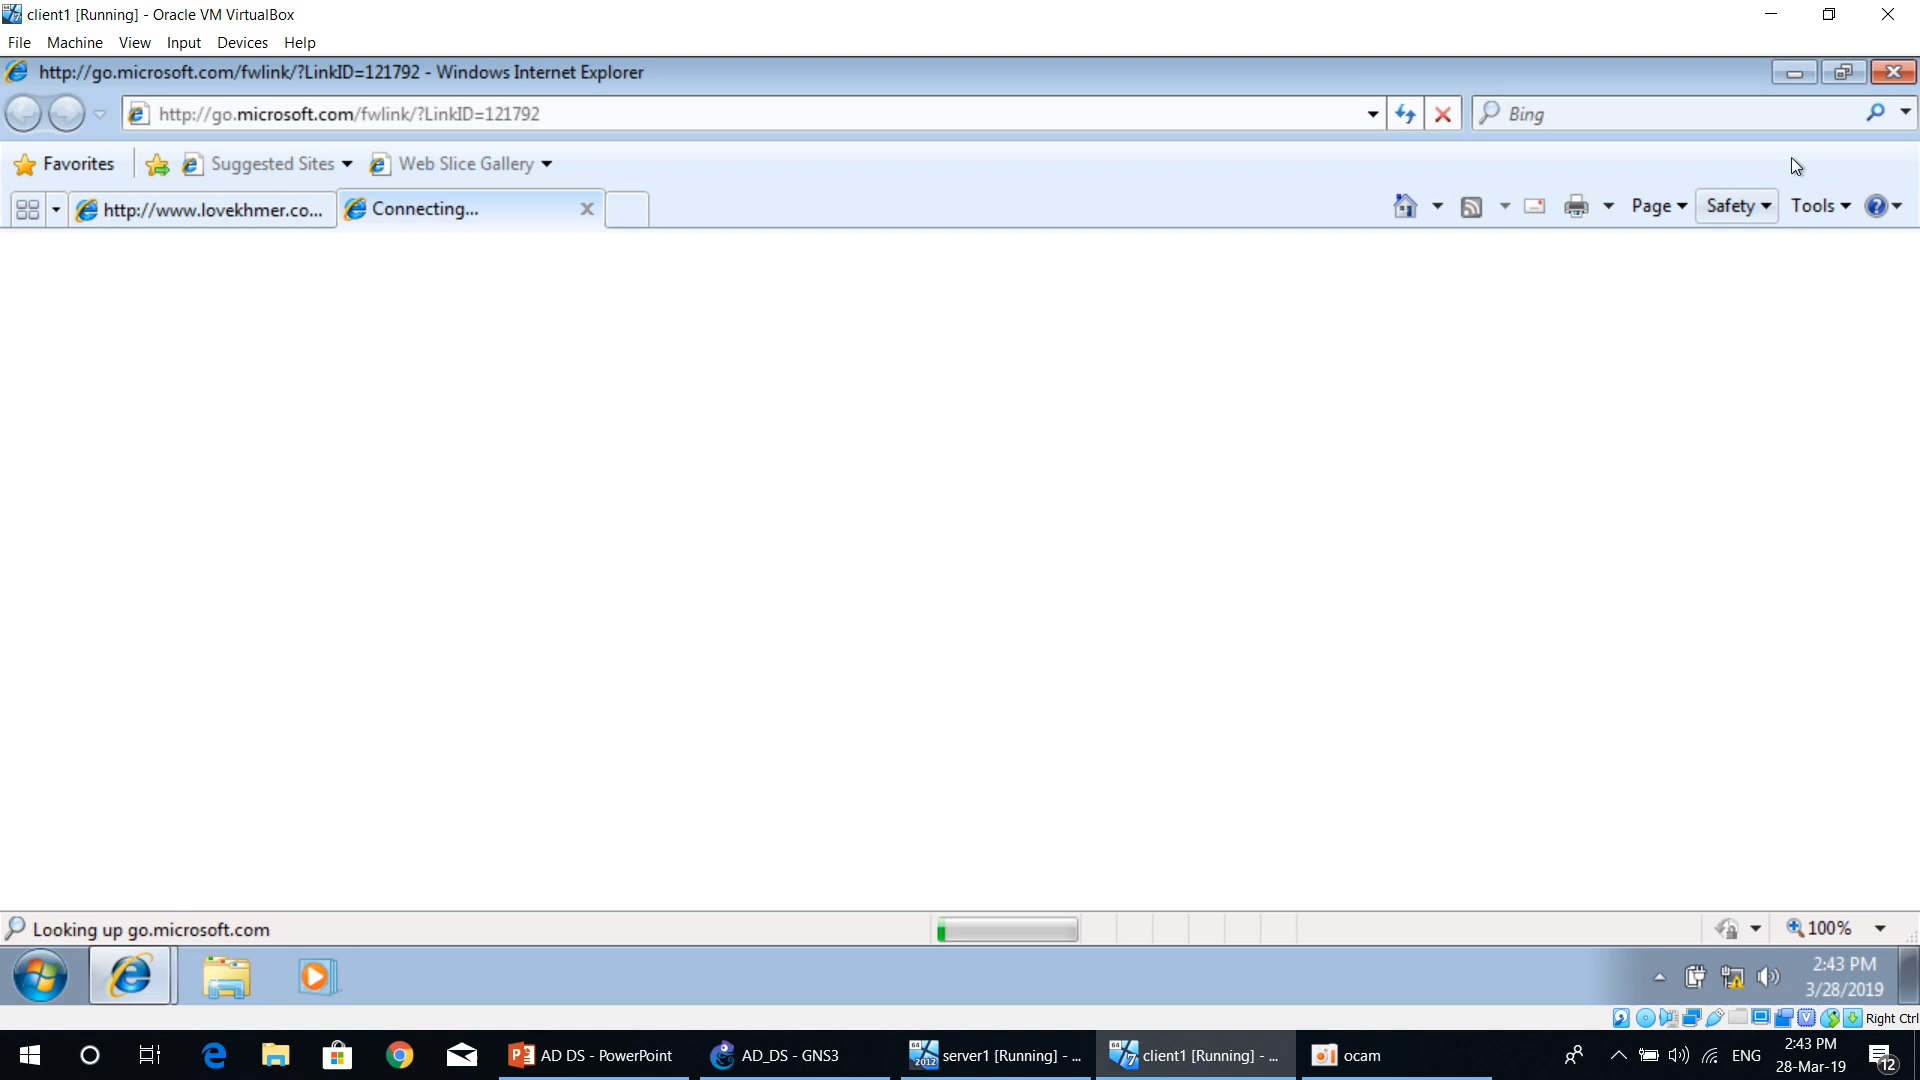 client1 [Running] - Oracle VM VirtualBox
File Machine View Input Devices Help
http://go.microsoft.com/fwlink/?LinkID=121792 - Windows Internet Explorer
http://go.microsoft.com/fwlink/?LinkID=121792
Bing
Favorites Suggested Sites Web Slice Gallery
http://www.lovekhmer.co... Connecting... Page Safety Tools
Looking up go.microsoft.com 100%
2:43 PM
3/28/2019
Right Ctrl
AD DS - PowerPoint AD_DS - GNS3 server1 [Running] - ... client1 [Running] - ... ocam ENG
2:43 PM
28-Mar-19
12